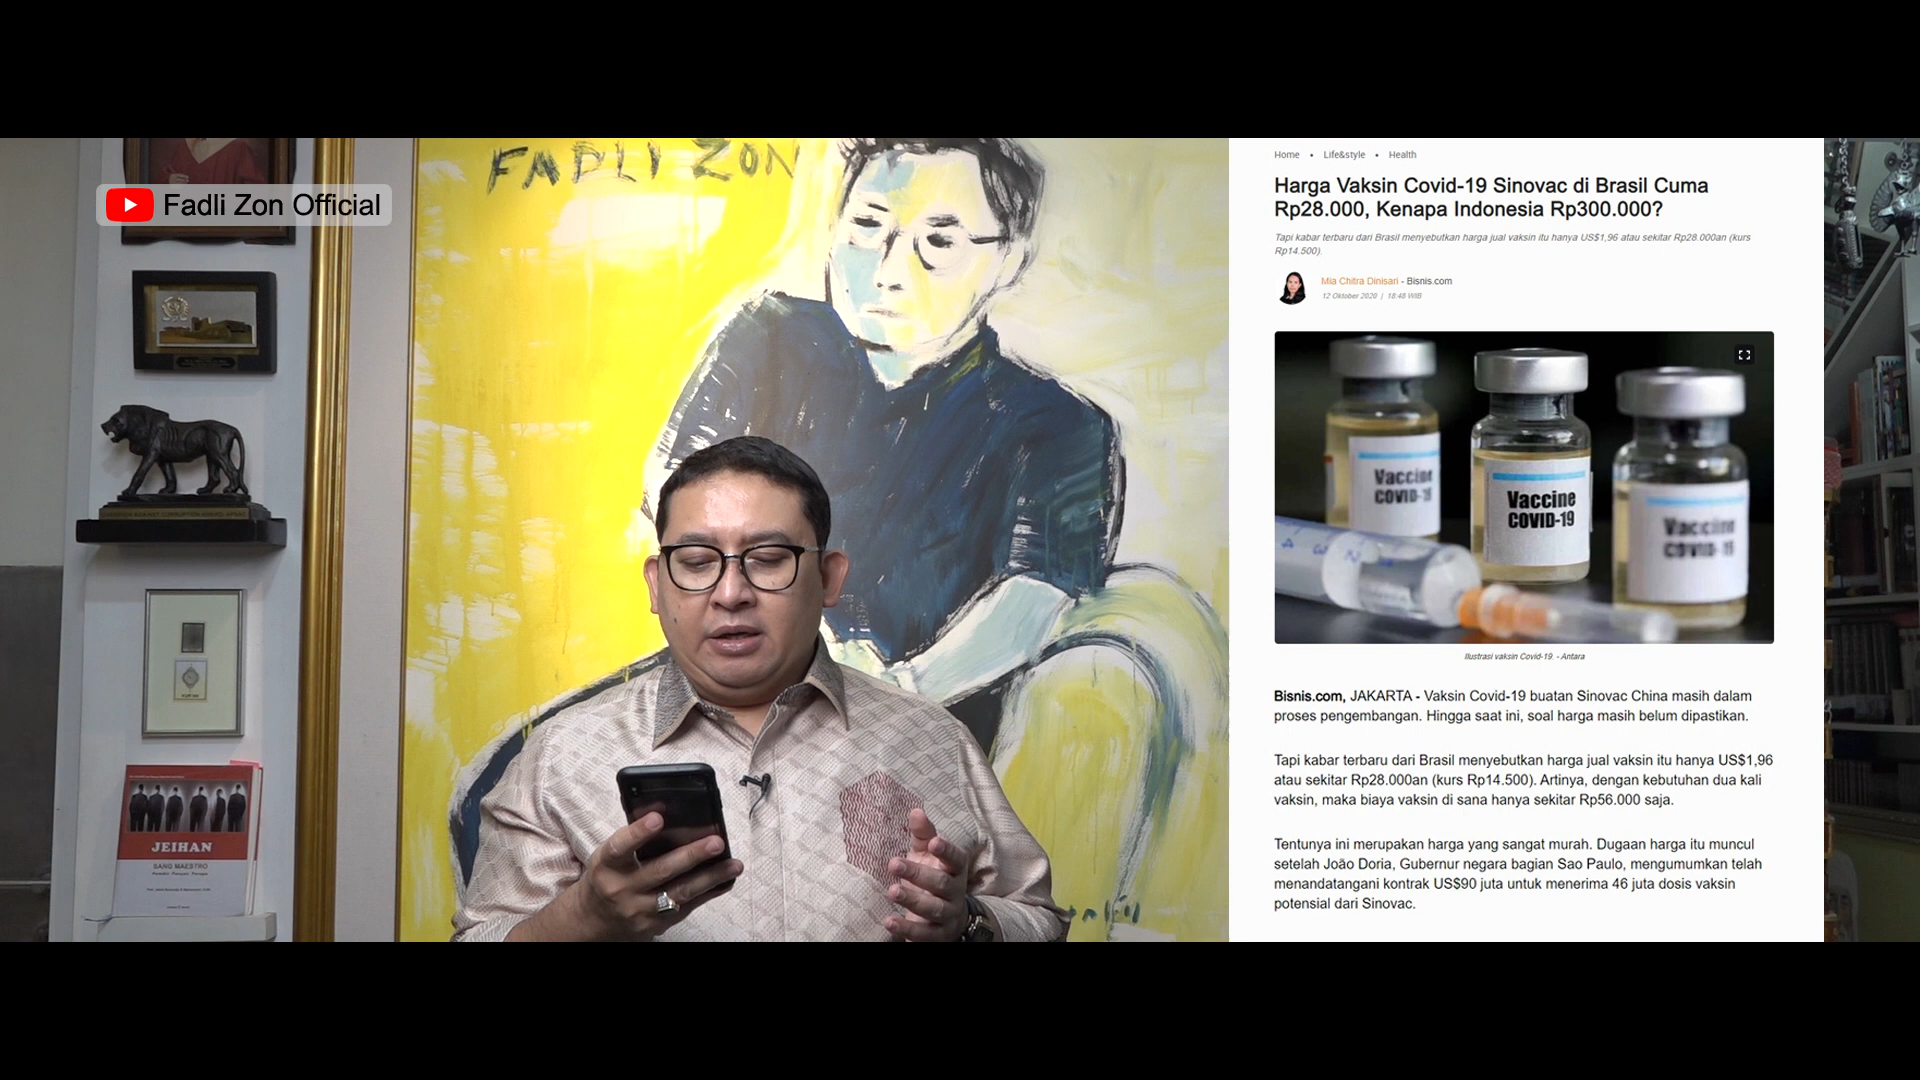 FADLI ZON
Fadli Zon Official
JEIHAN
SANG MAESTRO
Home • Life&style • Health
Harga Vaksin Covid-19 Sinovac di Brasil Cuma
Rp28.000, Kenapa Indonesia Rp300.000?
Tapi kabar terbaru dari Brasil menyebutkan harga jual vaksin itu hanya US$1,96 atau sekitar Rp28.000an (kurs
Rp14.500).
Mia Chitra Dinisari - Bisnis.com
12 Oktober 2020 | 18:48 WIB
Vaccine
COVID-19
Vaccine
COVID-19
Vaccine
COVID-19
Ilustrasi vaksin Covid-19. - Antara
Bisnis.com, JAKARTA - Vaksin Covid-19 buatan Sinovac China masih dalam
proses pengembangan. Hingga saat ini, soal harga masih belum dipastikan.
Tapi kabar terbaru dari Brasil menyebutkan harga jual vaksin itu hanya US$1,96
atau sekitar Rp28.000an (kurs Rp14.500). Artinya, dengan kebutuhan dua kali
vaksin, maka biaya vaksin di sana hanya sekitar Rp56.000 saja.
Tentunya ini merupakan harga yang sangat murah. Dugaan harga itu muncul
setelah João Doria, Gubernur negara bagian Sao Paulo, mengumumkan telah
menandatangani kontrak US$90 juta untuk menerima 46 juta dosis vaksin
potensial dari Sinovac.